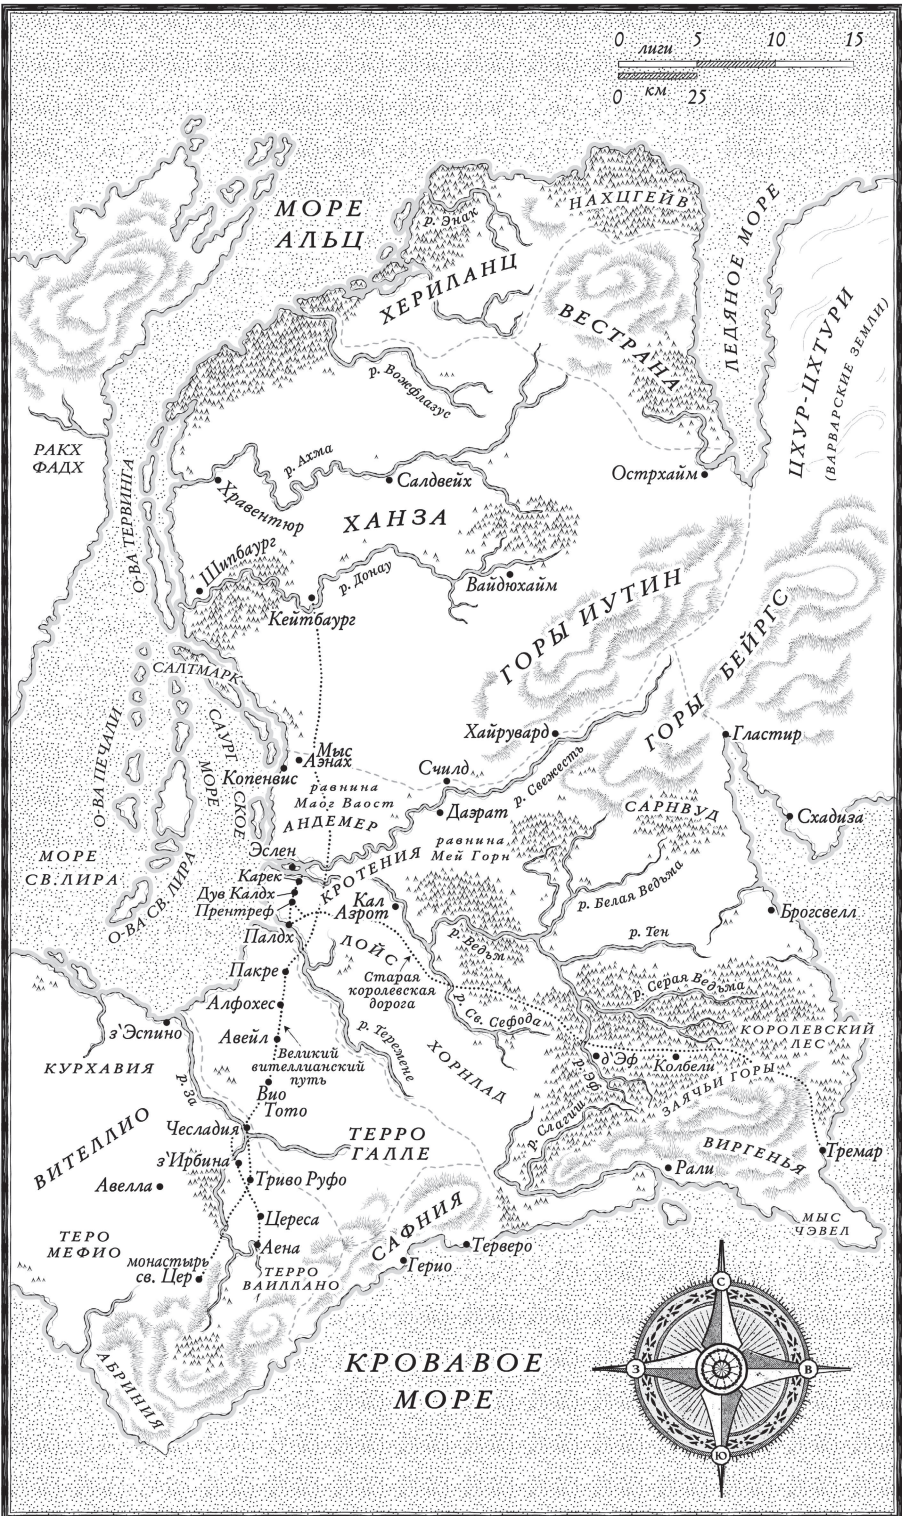 0 5 10 15
лиги
км
0 25
МОРЕ
АЛЬЦ
р. Энак
НАХЦГЕЙВ
ЛЕДЯНОЕ МОРЕ
ХЕРИЛАНЦ
ВЕСТРАНА
ЦХУР-ЦХТУРИ
(ВАРВАРСКИЕ ЗЕМЛИ)
р. Вожфлазус
РАКХ
ФАДХ
О-ВА ТЕРВИНГА
р. Ахма
Салдвейх
Острхайм
Хравентюр
ХАНЗА
Шипбаург
р. Донау
Вайдюхайм
Кейтбаург
ГОРЫ ИУТИН
ГОРЫ БЕЙРГС
САЛТМАРК
О-ВА ПЕЧАЛИ
САУРГ
СКОЕ
МОРЕ
Хайрувард
Гластир
Мыс
Аэнах
Копенвис
Счилд
р. Свежесть
равнина
Маог Ваост
АНДЕМЕР
Даэрат
САРНВУД
Схадиза
равнина
Мей Горн
Эслен
МОРЕ
СВ.ЛИРА
О-ВА СВ. ЛИРА
Карек
КРОТЕНИЯ
Дув Калдх
Прентреф
Кал
Азрот
р. Белая Ведьма
Брогсвелл
Палдх
ЛОЙС
р. Ведьм
р. Тен
Пакре
Старая
королевская
дорога
р. Серая Ведьма
Алфохес
р. Св. Сефода
з'Эспино
Авейл
р. Теремене
КОРОЛЕВСКИЙ
ЛЕС
Великий
вителлианский
путь
ХОРНЛАД
д'Эф
Колбели
КУРХАВИЯ
р. За
р. Эф
ЗАЯЧЬИ ГОРЫ
Вио
Тото
р. Слагиш
Чесладия
ТЕРРО
ГАЛЛЕ
ВИТЕЛЛИО
ВИРГЕНЬЯ
Тремар
з'Ирбина
Рали
Авелла
Триво Руфо
САФНИЯ
МЫС
ЧЭВЕЛ
Цереса
ТЕРО
МЕФИО
Терверо
Аена
монастырь
св. Цер
ТЕРРО
ВАИЛЛАНО
Герио
С
АБРИНИЯ
КРОВАВОЕ
МОРЕ
З
В
Ю